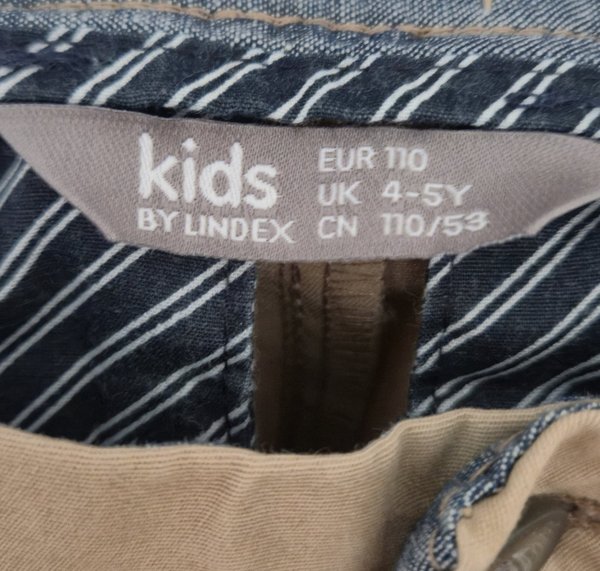 kids
BY LINDEX
EUR 110
UK 4-5Y
CN 110/53